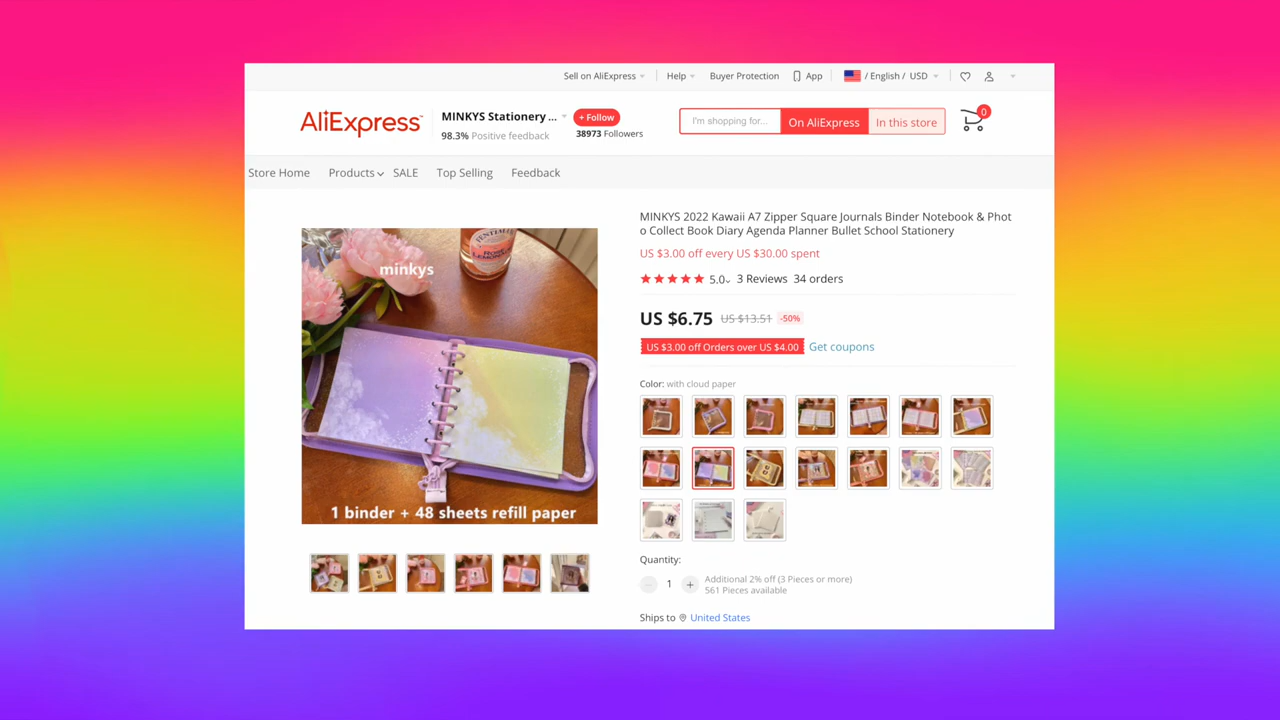 Sell on AliExpress
Help
Buyer Protection
App
/ English / USD
AliExpress
MINKYS Stationery ...
+ Follow
98.3% Positive feedback
38973 Followers
I'm shopping for...
On AliExpress
In this store
0
Store Home
Products
SALE
Top Selling
Feedback
minkys
ROSE
LEMONADE
1 binder + 48 sheets refill paper
MINKYS 2022 Kawaii A7 Zipper Square Journals Binder Notebook & Phot
o Collect Book Diary Agenda Planner Bullet School Stationery
US $3.00 off every US $30.00 spent
5.0 3 Reviews 34 orders
US $6.75 US $13.51 -50%
US $3.00 off Orders over US $4.00 Get coupons
Color: with cloud paper
Quantity:
1
Additional 2% off (3 Pieces or more)
561 Pieces available
Ships to United States